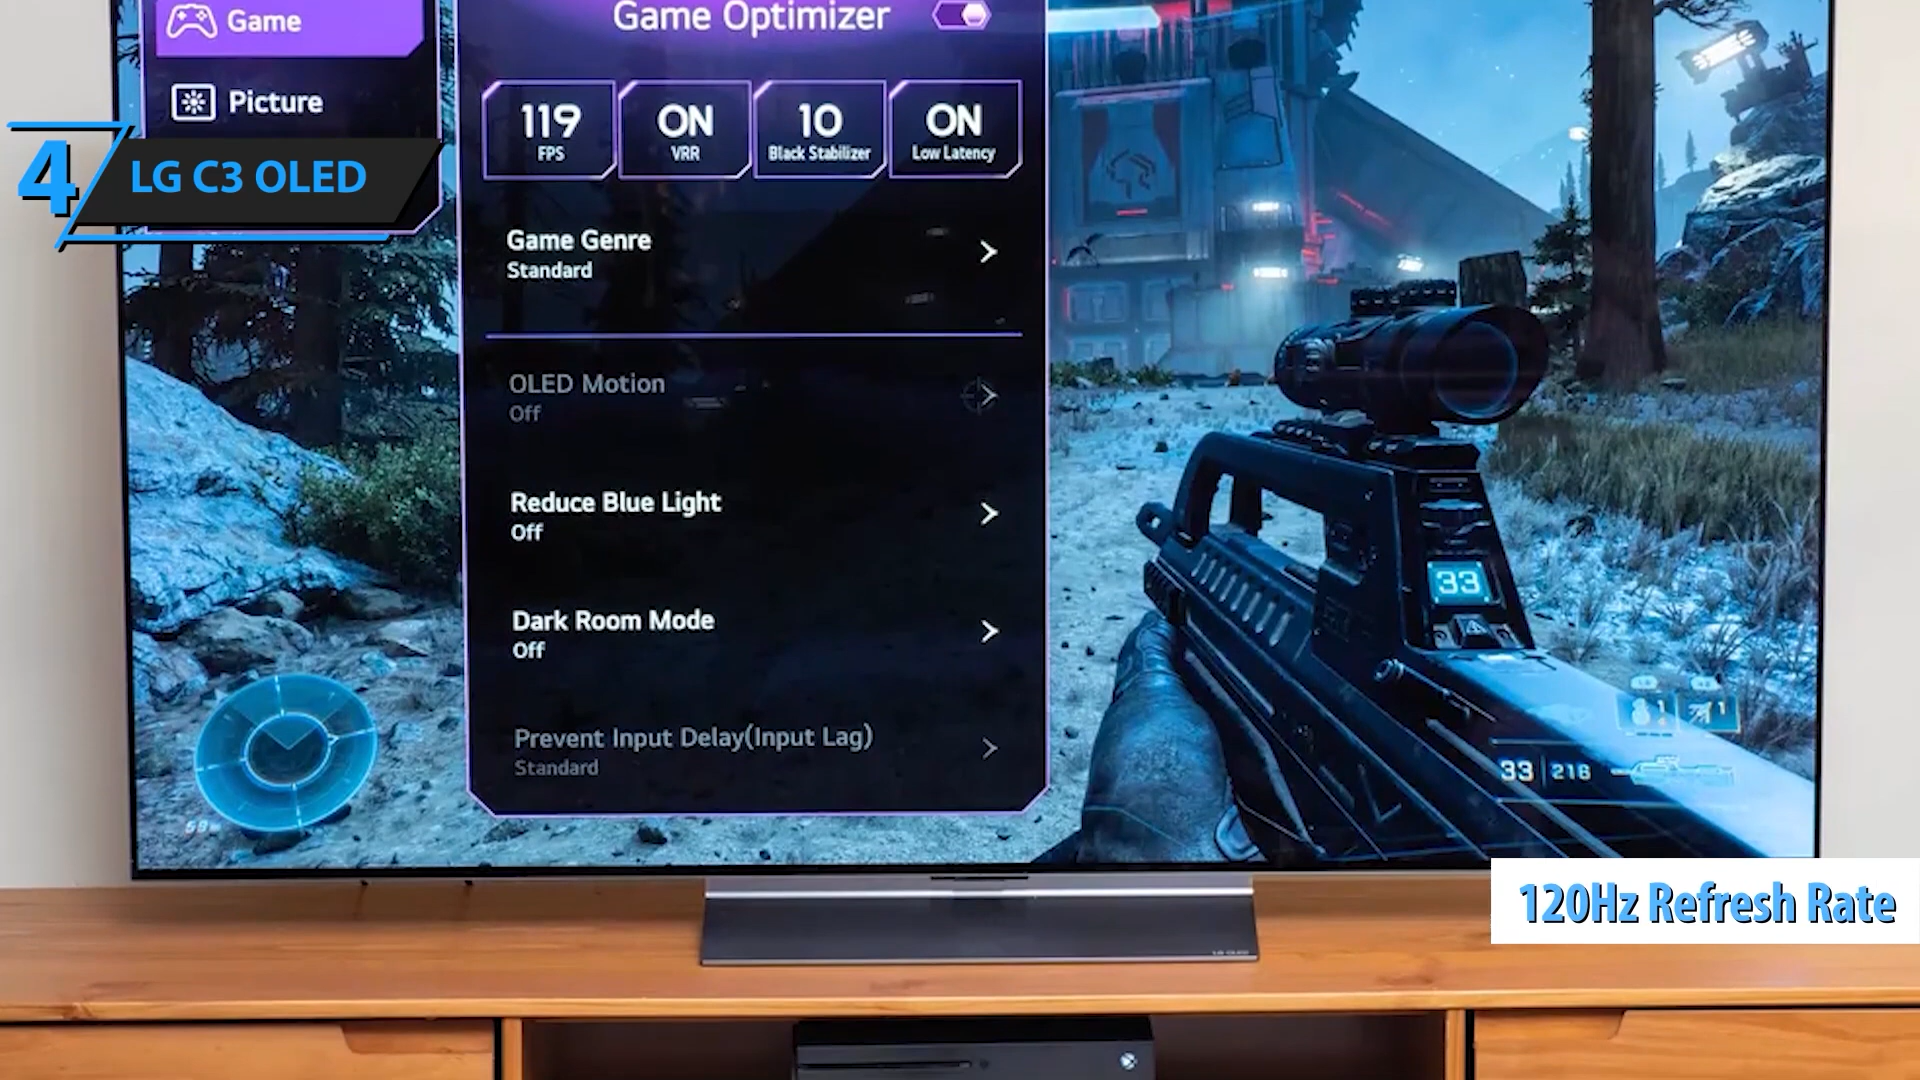 Game
Picture
4
LG C3 OLED
Game Optimizer
119
FPS
ON
VRR
10
Black Stabilizer
ON
Low Latency
Game Genre
Standard
OLED Motion
Off
Reduce Blue Light
Off
Dark Room Mode
Off
Prevent Input Delay(Input Lag)
Standard
33
33 216
120Hz Refresh Rate